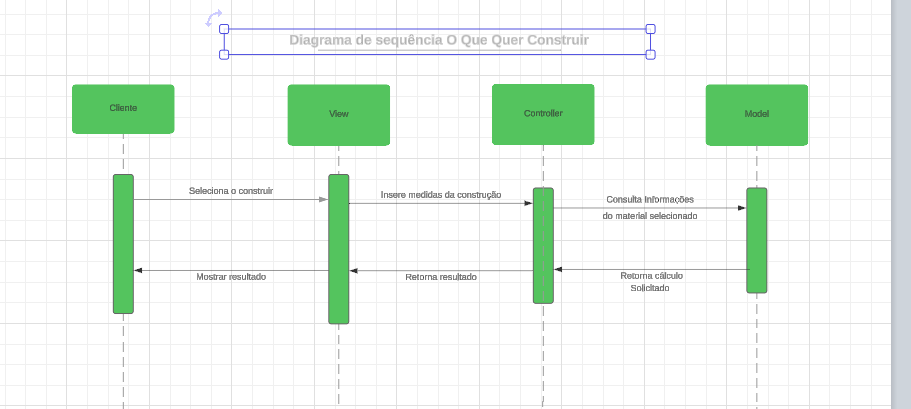 Diagrama de sequência O Que Quer Construir
Cliente
View
Controller
Model
Seleciona o construir
Insere medidas da construção
Consulta Informações
do material selecionado
Mostrar resultado
Retorna resultado
Retorna cálculo
Solicitado